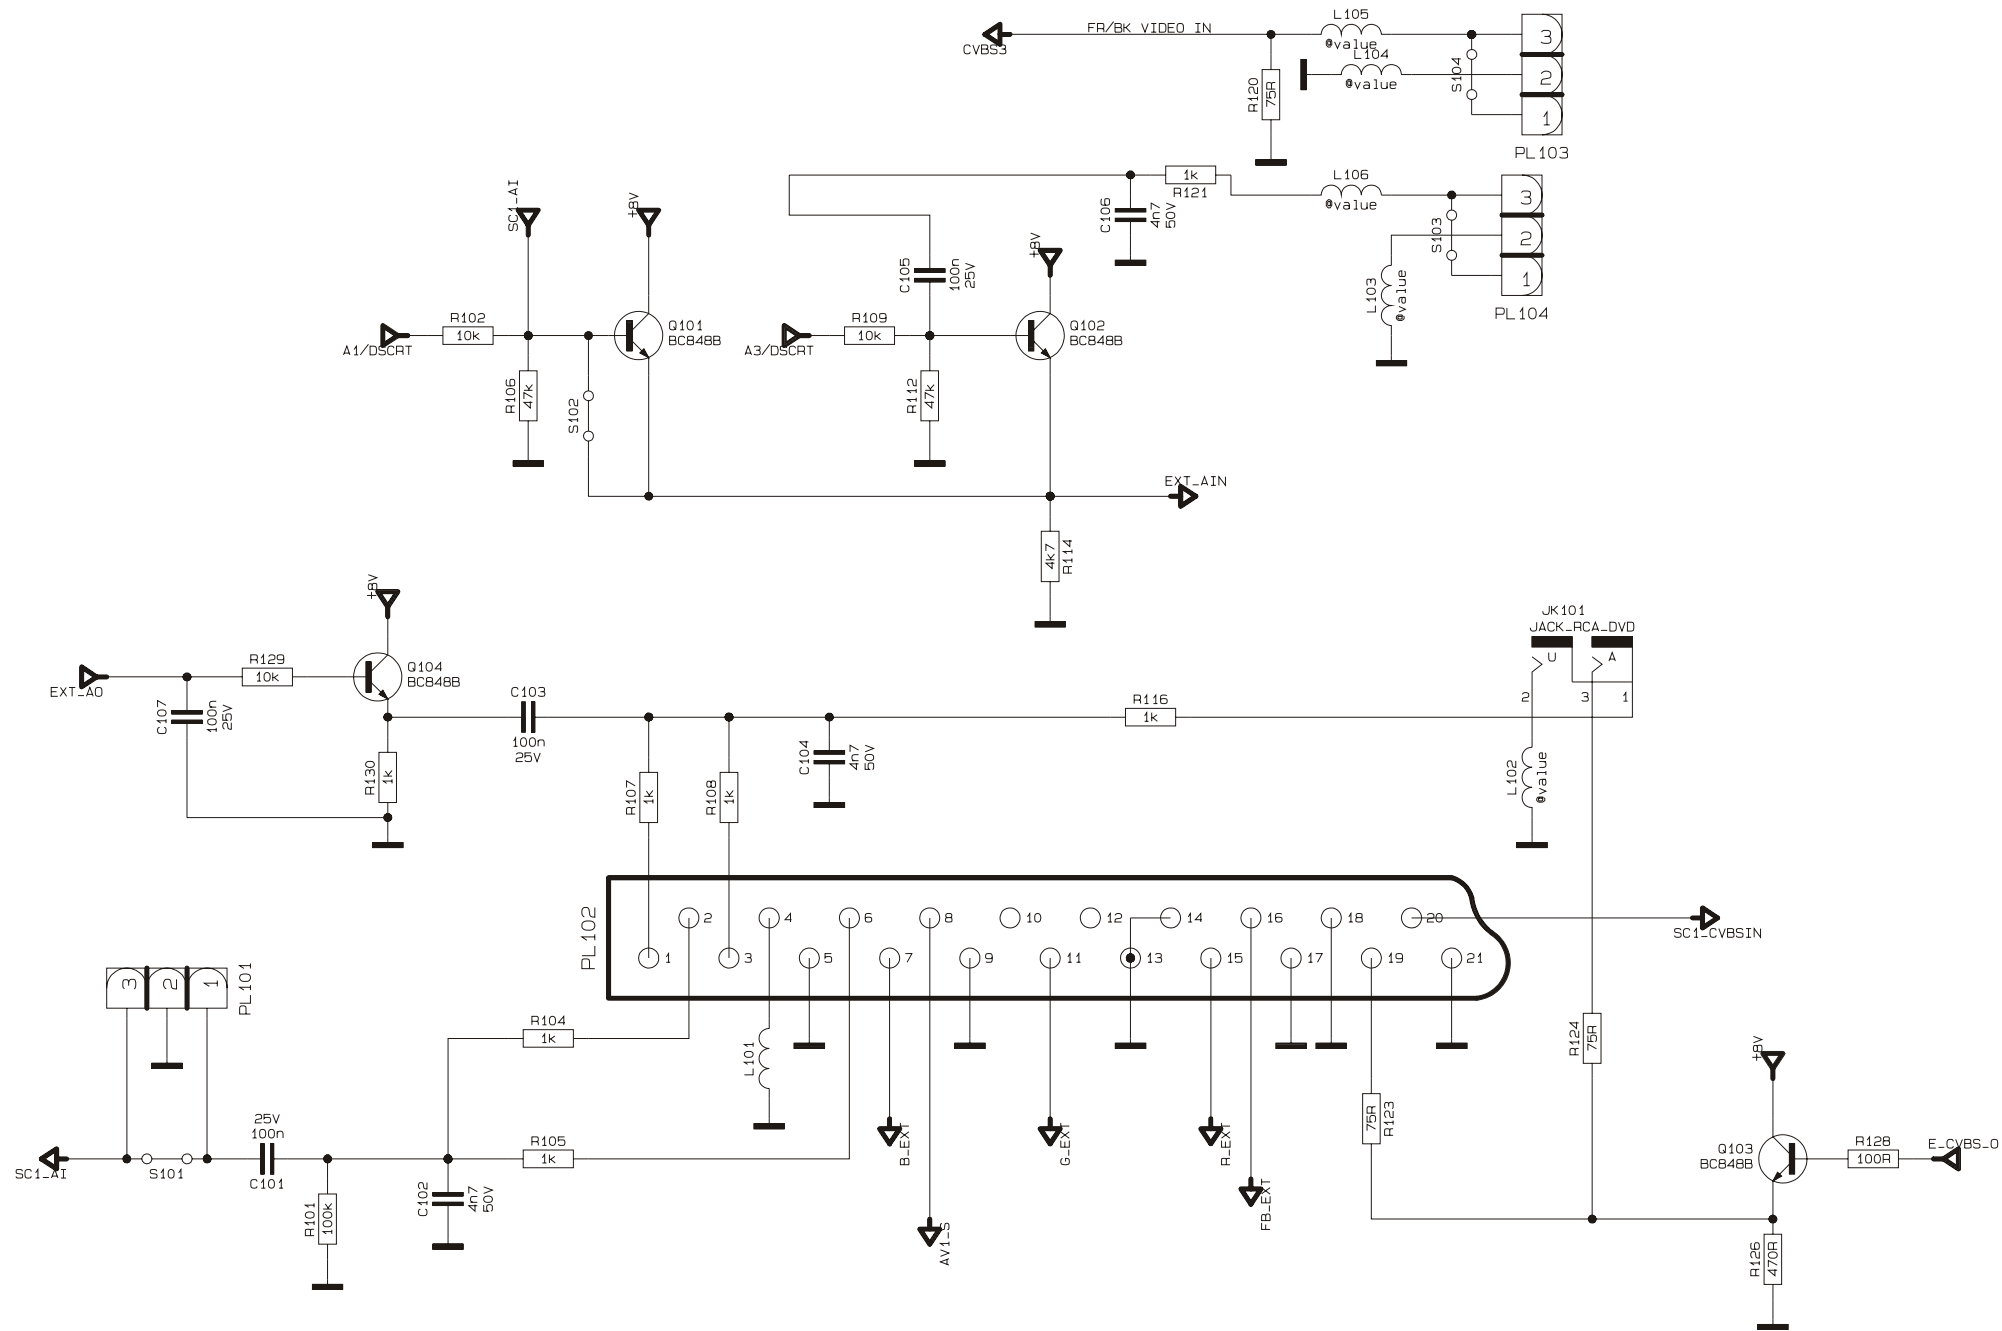 L105
FR/BK VIDEO IN
CVBS3
@value
L104
@value
R120
75R
S104
3
2
1
PL103
SC1_AI
+8V
1k
R121
C106
4n7
50V
L106
@value
S103
3
2
1
PL104
L103
@value
C105
100n
25V
+8V
R102
10k
A1/DSCRT
Q101
BC848B
R109
10k
A3/DSCRT
Q102
BC848B
R106
47k
S102
R112
47k
EXT_AIN
4k7
R114
+8V
JK101
JACK_RCA_DVD
U
A
2
3
1
EXT_AO
R129
10k
Q104
BC848B
C107
100n
25V
C103
100n
25V
R116
1k
R130
1k
R107
1k
R108
1k
C104
4n7
50V
L102
@value
PL102
2
4
6
8
10
12
14
16
18
20
1
3
5
7
9
11
13
15
17
19
21
SC1_CVBSIN
3
2
1
PL101
R104
1k
L101
R124
75R
+8V
25V
100n
C101
SC1_AI
S101
R105
1k
B_EXT
G_EXT
R_EXT
75R
R123
Q103
BC848B
R128
100R
E_CVBS_O
R101
100k
C102
4n7
50V
AV1_S
FB_EXT
R126
470R